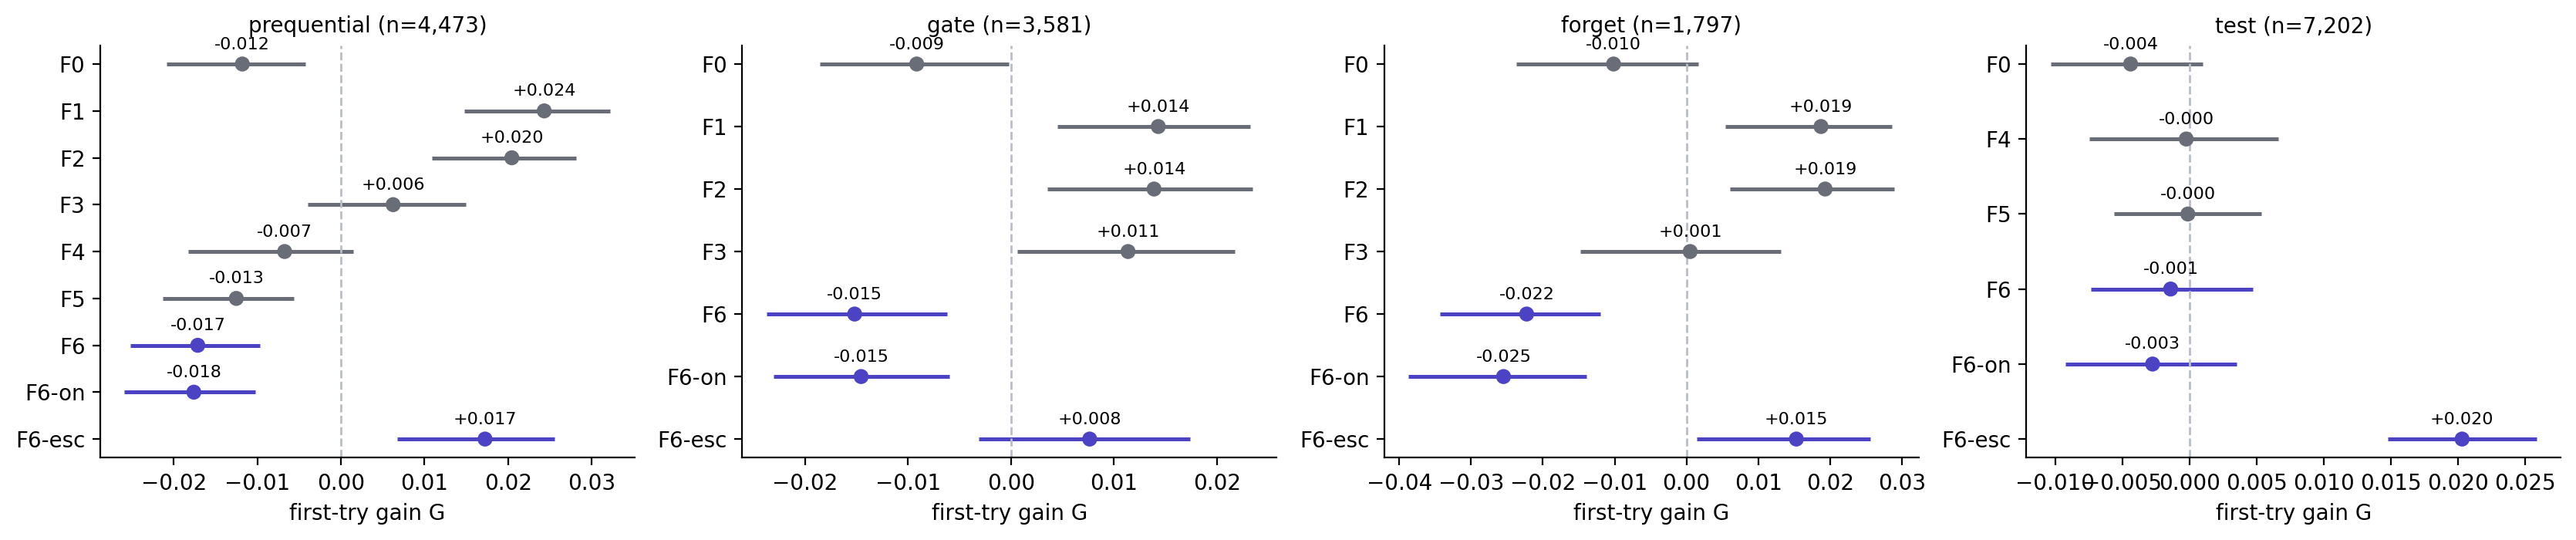 prequential (n=4,473)
F0
F1
F2
F3
F4
F5
F6
F6-on
F6-esc
-0.012
+0.024
+0.020
+0.006
-0.007
-0.013
-0.017
-0.018
+0.017
−0.02
−0.01
0.00
0.01
0.02
0.03
first-try gain G
gate (n=3,581)
F0
F1
F2
F3
F6
F6-on
F6-esc
-0.009
+0.014
+0.014
+0.011
-0.015
-0.015
+0.008
−0.02
−0.01
0.00
0.01
0.02
first-try gain G
forget (n=1,797)
F0
F1
F2
F3
F6
F6-on
F6-esc
-0.010
+0.019
+0.019
+0.001
-0.022
-0.025
+0.015
−0.04
−0.03
−0.02
−0.01
0.00
0.01
0.02
0.03
first-try gain G
test (n=7,202)
F0
F4
F5
F6
F6-on
F6-esc
-0.004
-0.000
-0.000
-0.001
-0.003
+0.020
−0.010
−0.005
0.000
0.005
0.010
0.015
0.020
0.025
first-try gain G